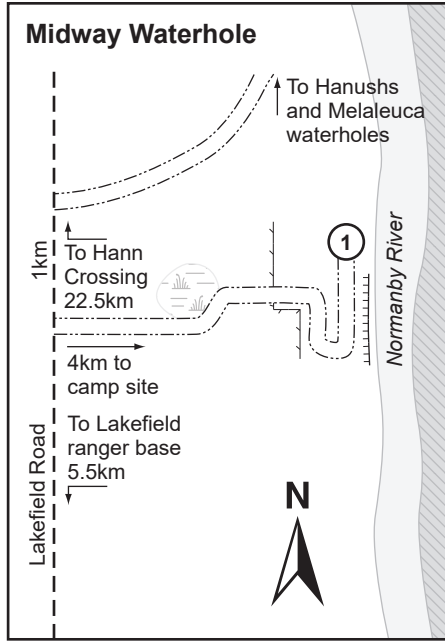 Midway Waterhole
To Hanushs
and Melaleuca
waterholes
1km
To Hann
Crossing
22.5km
1
Normanby River
4km to
camp site
To Lakefield
ranger base
5.5km
Lakefield Road
N